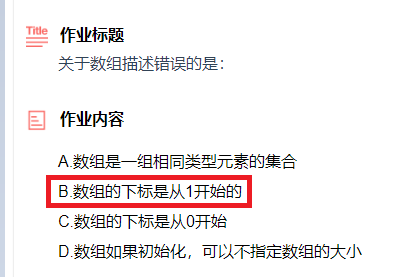 Title 作业标题
关于数组描述错误的是：
作业内容
A.数组是一组相同类型元素的集合
B.数组的下标是从1开始的
C.数组的下标是从0开始
D.数组如果初始化，可以不指定数组的大小